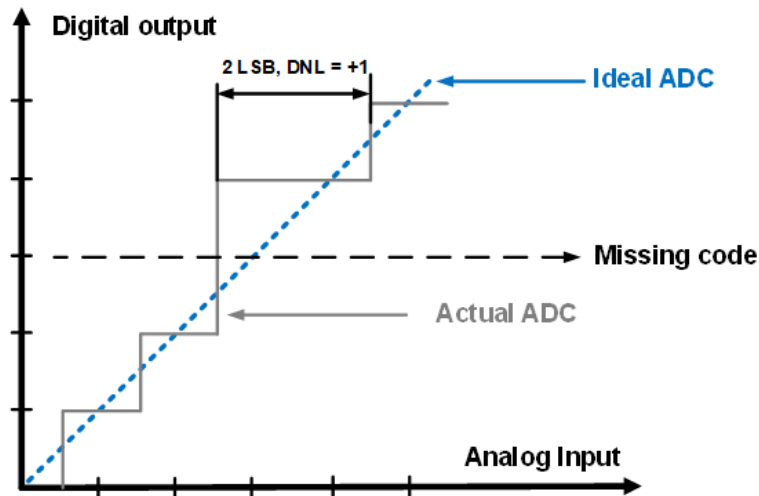 Digital output
2 LSB, DNL = +1
Ideal ADC
Missing code
Actual ADC
Analog Input